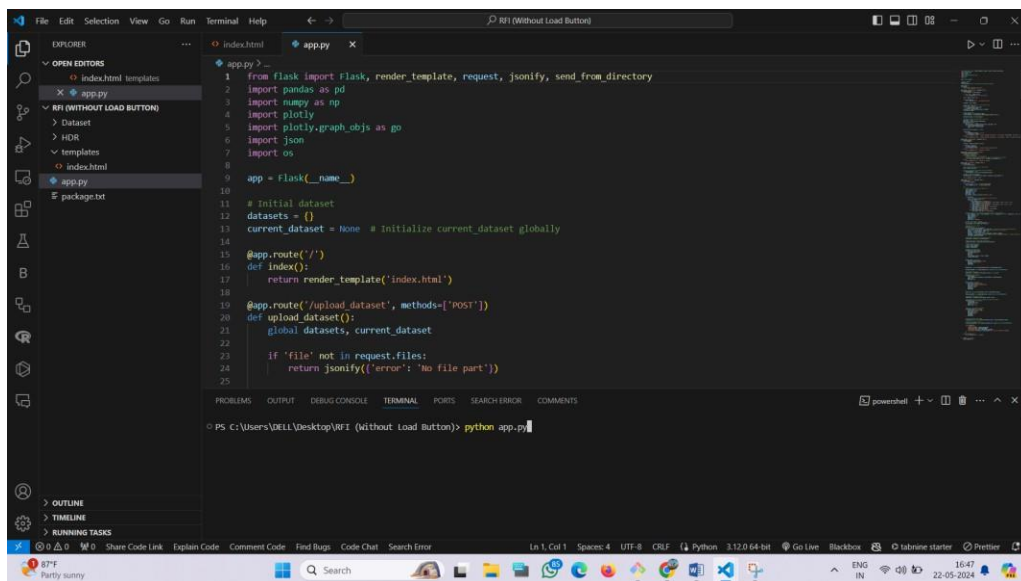 File Edit Selection View Go Run Terminal Help
RFI (Without Load Button)
EXPLORER
OPEN EDITORS
index.html templates
app.py
RFI (WITHOUT LOAD BUTTON)
Dataset
HDR
templates
index.html
app.py
package.txt
OUTLINE
TIMELINE
RUNNING TASKS
index.html app.py
app.py > ...
1 from flask import Flask, render_template, request, jsonify, send_from_directory
2 import pandas as pd
3 import numpy as np
4 import plotly
5 import plotly.graph_objs as go
6 import json
7 import os
8
9 app = Flask(__name__)
10
11 # Initial dataset
12 datasets = {}
13 current_dataset = None # Initialize current_dataset globally
14
15 @app.route('/')
16 def index():
17 return render_template('index.html')
18
19 @app.route('/upload_dataset', methods=['POST'])
20 def upload_dataset():
21 global datasets, current_dataset
22
23 if 'file' not in request.files:
24 return jsonify({'error': 'No file part'})
25
PROBLEMS OUTPUT DEBUG CONSOLE TERMINAL PORTS SEARCH ERROR COMMENTS
powershell
PS C:\Users\DELL\Desktop\RFI (Without Load Button)> python app.py
0 0 0 Share Code Link Explain Code Comment Code Find Bugs Code Chat Search Error Ln 1, Col 1 Spaces: 4 UTF-8 CRLF Python 3.12.0 64-bit Go Live Blackbox tabnine starter Prettier
87°F
Partly sunny
Search
ENG
IN
16:47
22-05-2024